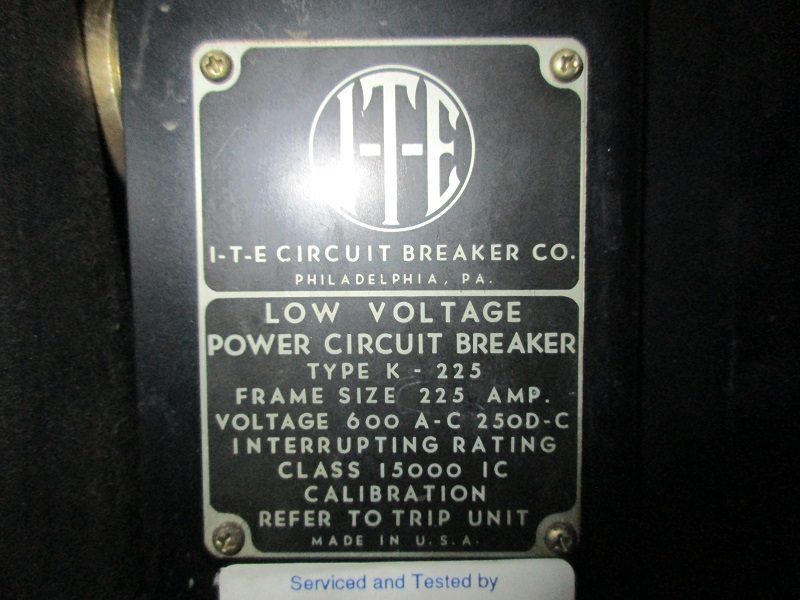 I-T-E
I-T-E CIRCUIT BREAKER CO.
PHILADELPHIA, PA.
LOW VOLTAGE
POWER CIRCUIT BREAKER
TYPE K - 225
FRAME SIZE 225 AMP.
VOLTAGE 600 A-C 250D-C
INTERRUPTING RATING
CLASS 15000 IC
CALIBRATION
REFER TO TRIP UNIT
MADE IN U.S.A.
Serviced and Tested by